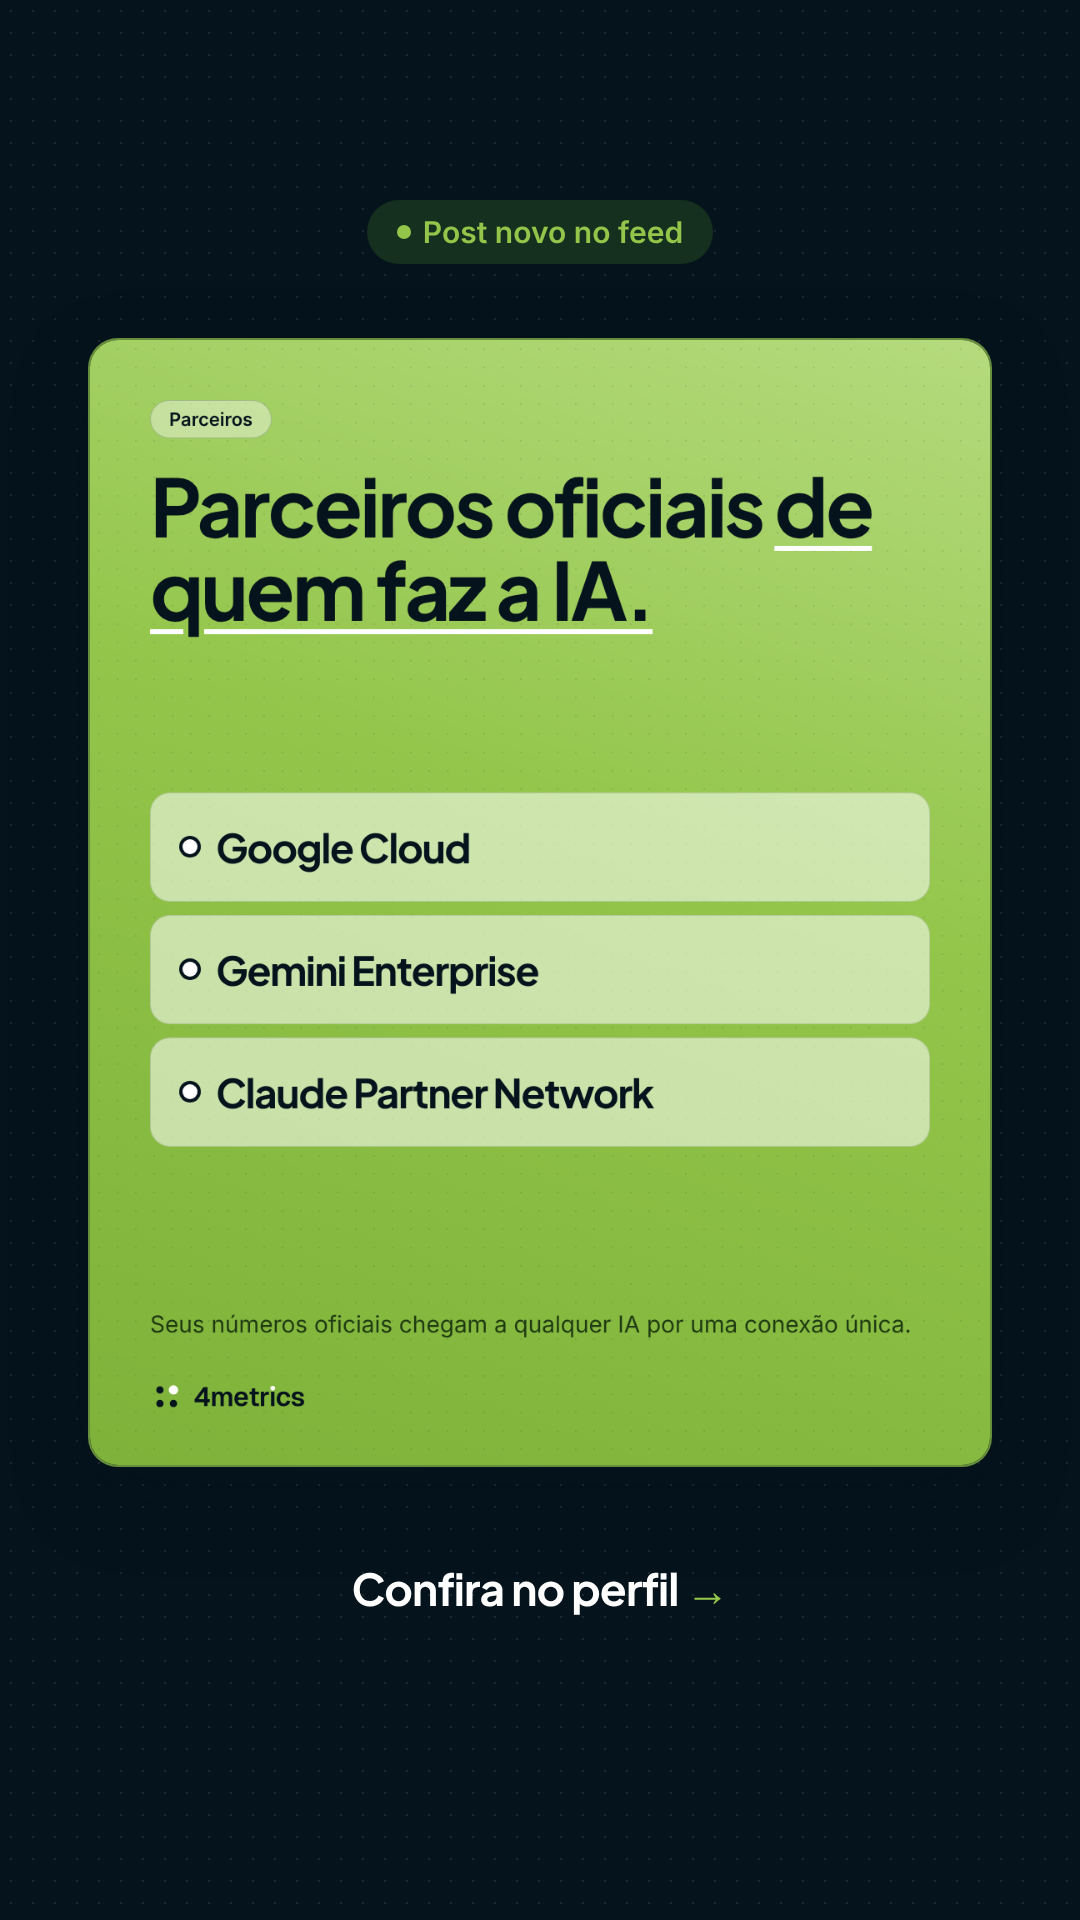 Post novo no feed
Parceiros
Parceiros oficiais de
quem faz a IA.
Google Cloud
Gemini Enterprise
Claude Partner Network
Seus números oficiais chegam a qualquer IA por uma conexão única.
4metrics
Confira no perfil →